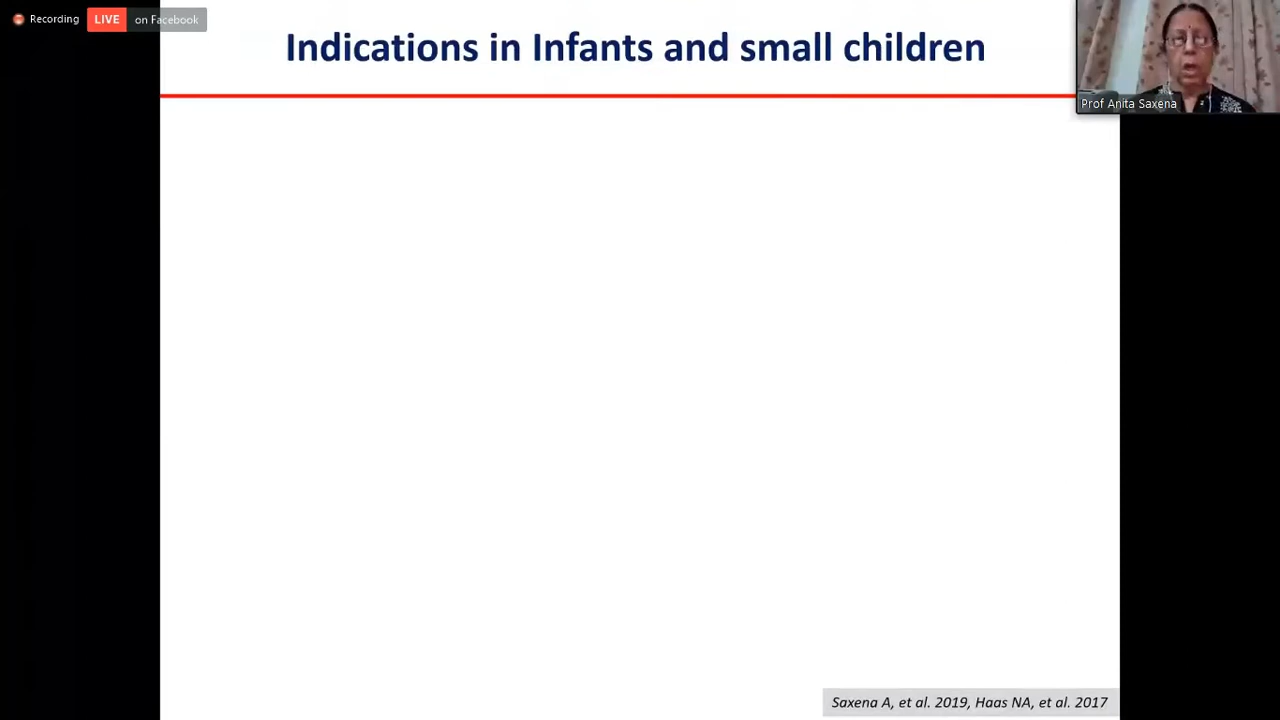 Recording LIVE on Facebook
Indications in Infants and small children
Prof Anita Saxena
Saxena A, et al. 2019, Haas NA, et al. 2017